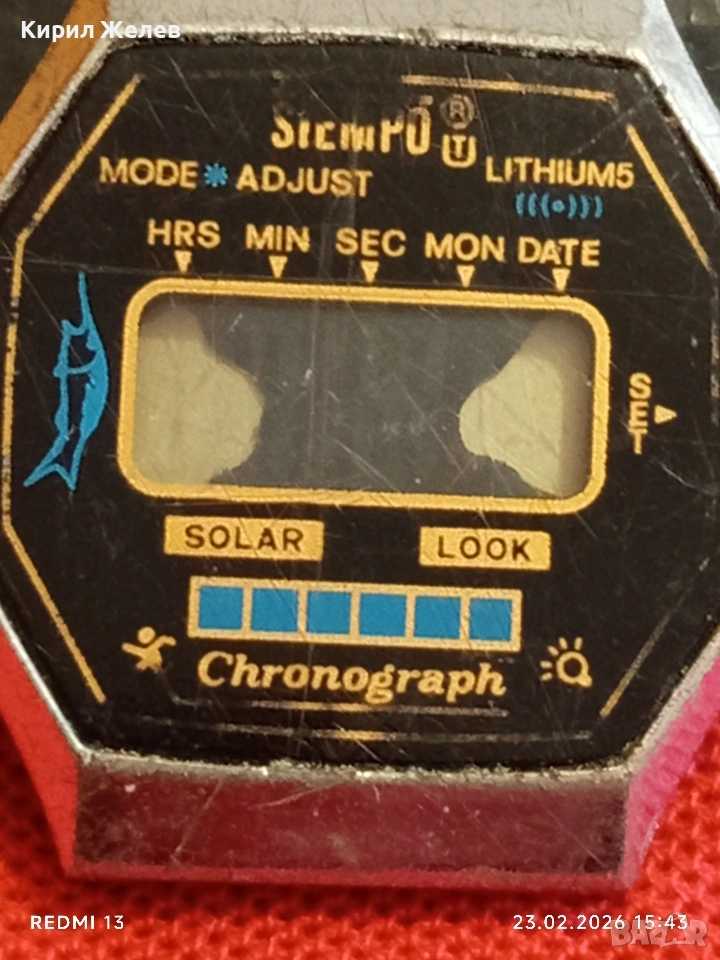 Кирил Желев
SIEMPO ®
MODE * ADJUST LITHIUM5
HRS MIN SEC MON DATE
SET
SOLAR LOOK
Chronograph
REDMI 13 23.02.2026 15:43
BAZAR